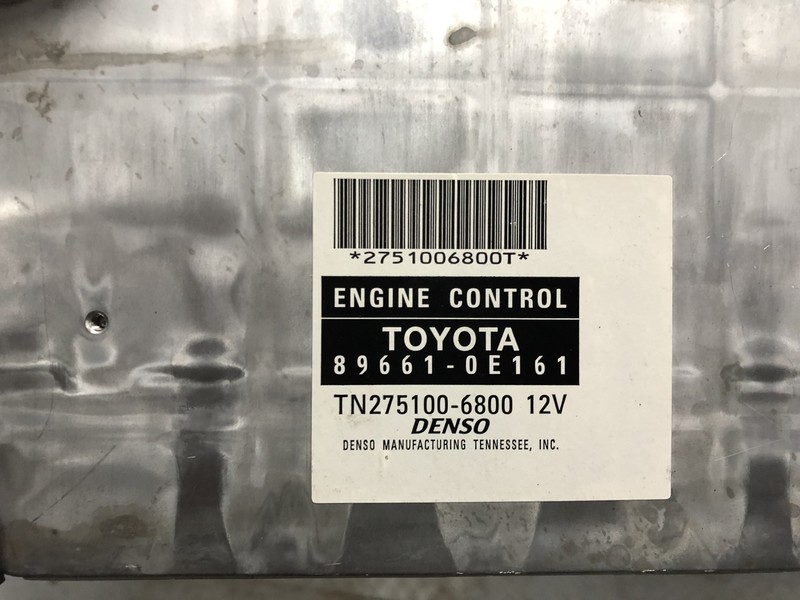 *2751006800T*
ENGINE CONTROL
TOYOTA
89661-0E161
TN275100-6800 12V
DENSO
DENSO MANUFACTURING TENNESSEE, INC.